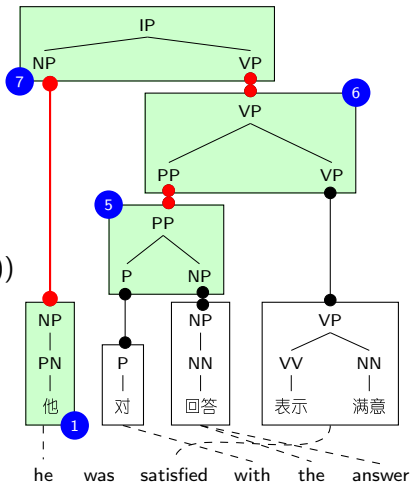 IP
NP VP
7
6
VP
PP VP
5
PP
P NP
))
NP P NP VP
PN NN VV NN
他 对 回答 表示 满意
1
he was satisfied with the answer